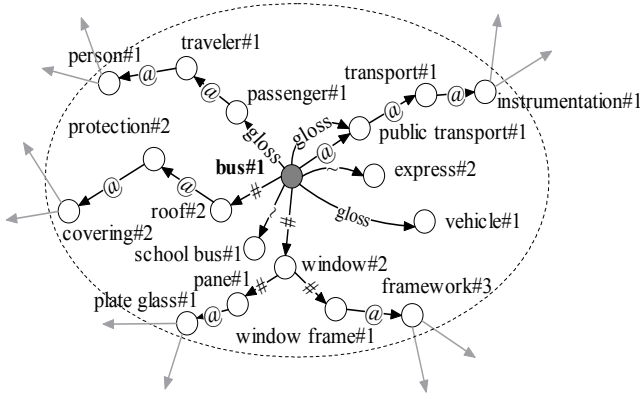 traveler#1
person#1
@
transport#1
@
@
passenger#1
@
instrumentation#1
gloss
@
public transport#1
protection#2
gloss
@
bus#1
~
express#2
@
@
#
roof#2
~
#
gloss
vehicle#1
covering#2
school bus#1
window#2
pane#1
#
#
framework#3
plate glass#1
@
@
window frame#1